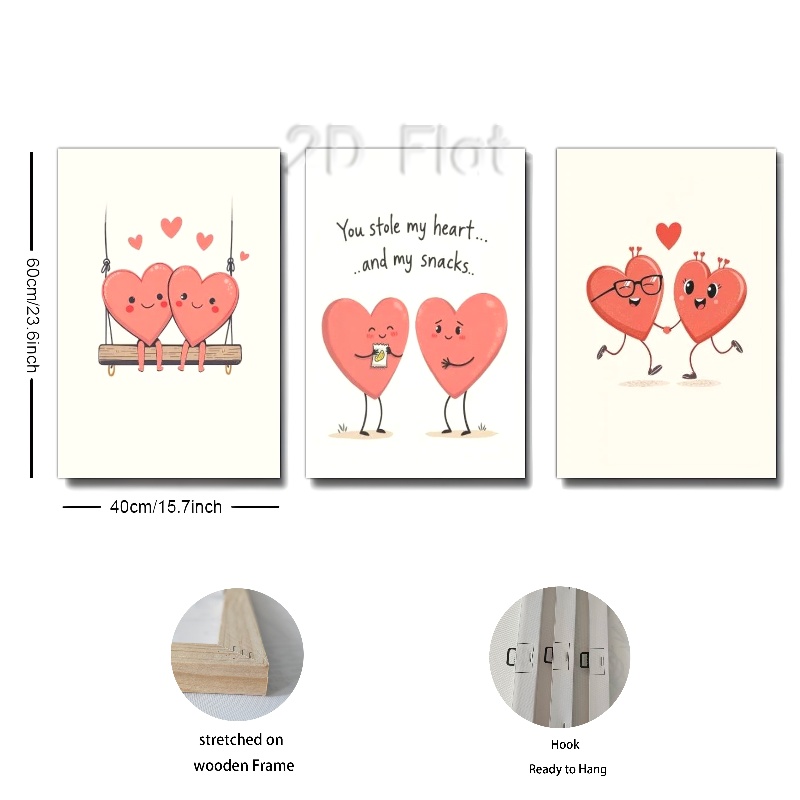 2D Flat
You stole my heart...
..and my snacks..
60cm/23.6inch
40cm/15.7inch
stretched on
wooden Frame
Hook
Ready to Hang